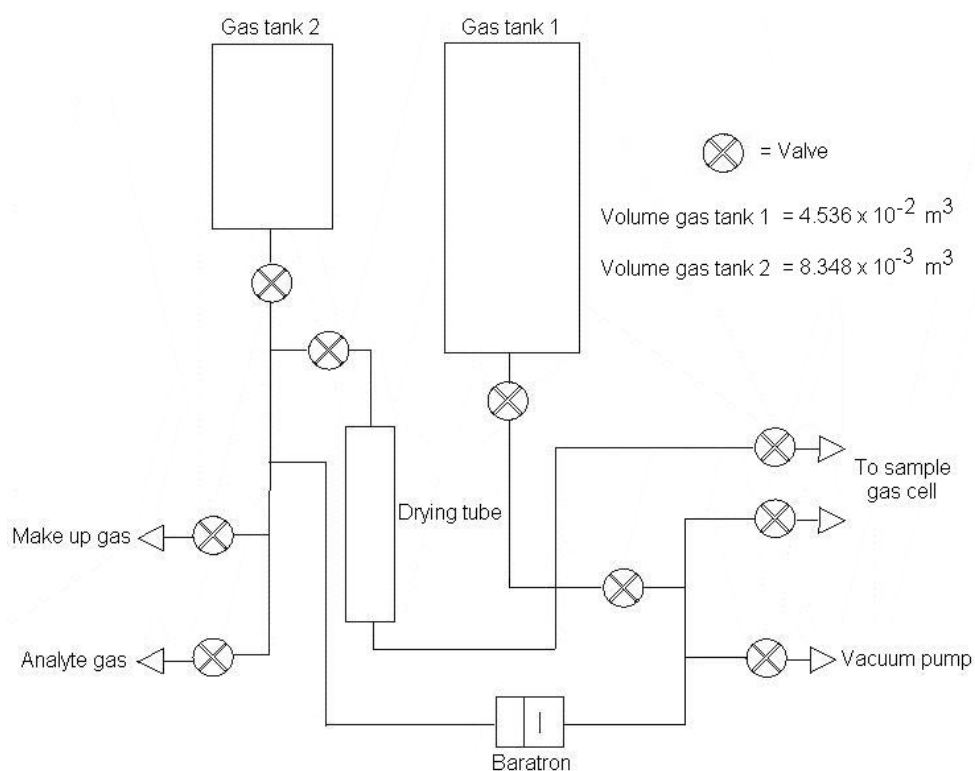 Gas tank 2
Gas tank 1
= Valve
Volume gas tank 1 = 4.536 x 10⁻² m³
Volume gas tank 2 = 8.348 x 10⁻³ m³
To sample
gas cell
Drying tube
Make up gas
Analyte gas
Vacuum pump
Baratron